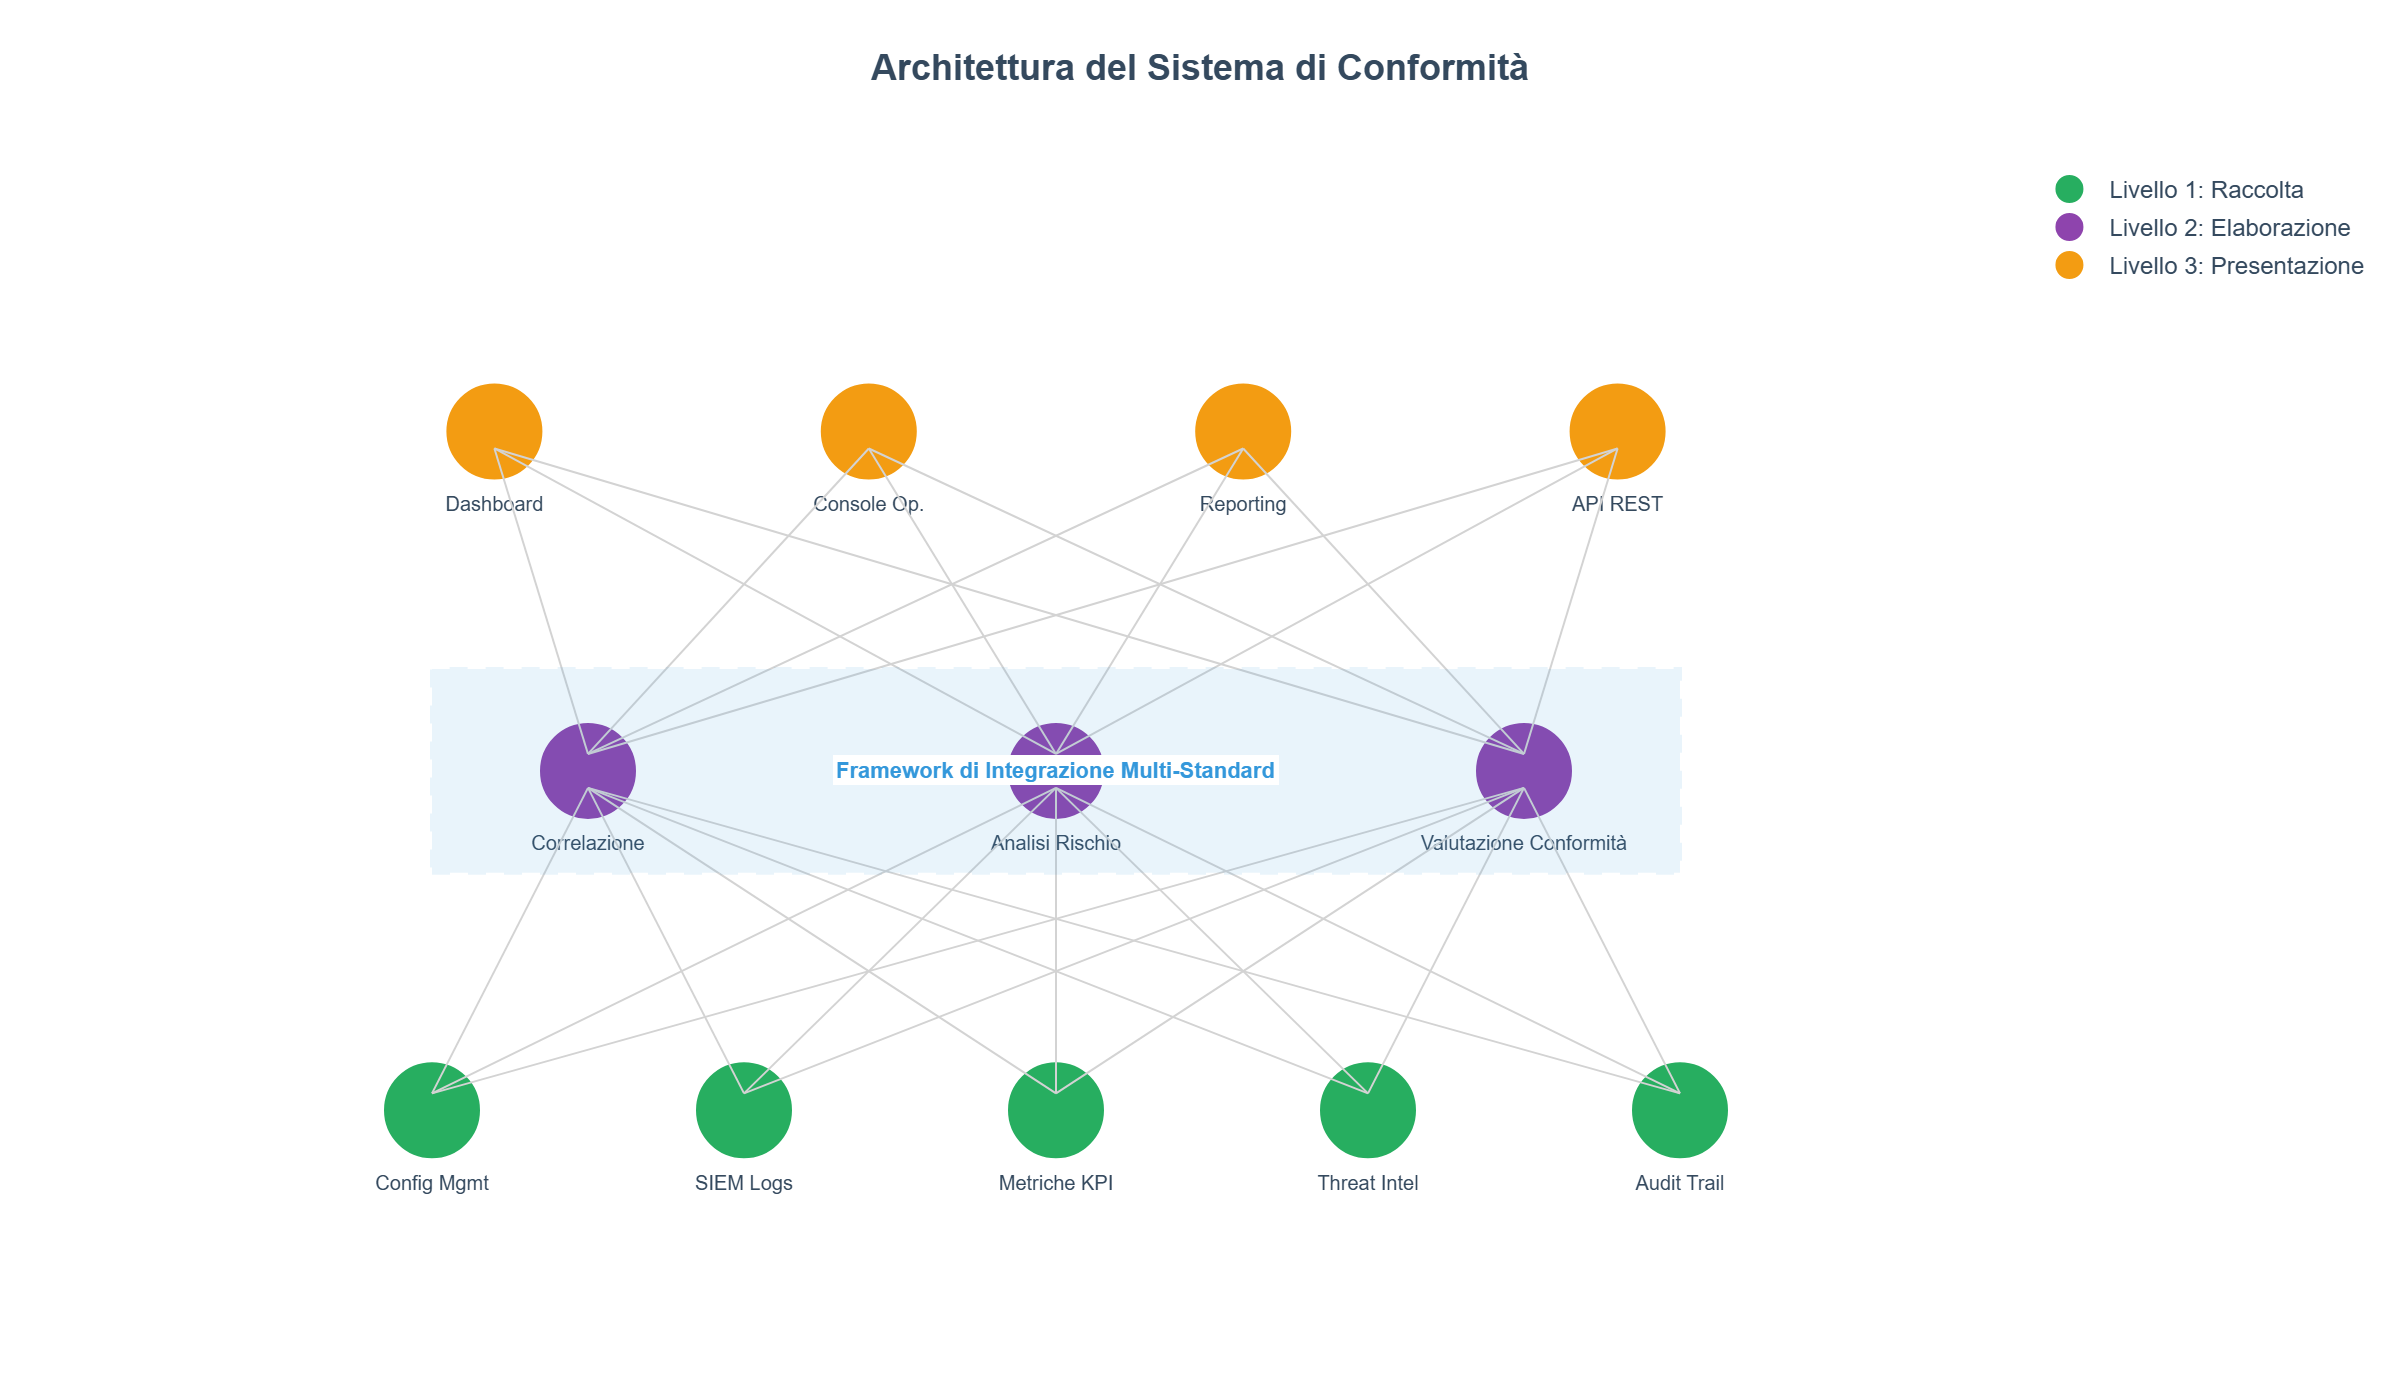 Architettura del Sistema di Conformità
Livello 1: Raccolta
Livello 2: Elaborazione
Livello 3: Presentazione
Dashboard
Console Op.
Reporting
API REST
Framework di Integrazione Multi-Standard
Correlazione
Analisi Rischio
Valutazione Conformità
Config Mgmt
SIEM Logs
Metriche KPI
Threat Intel
Audit Trail